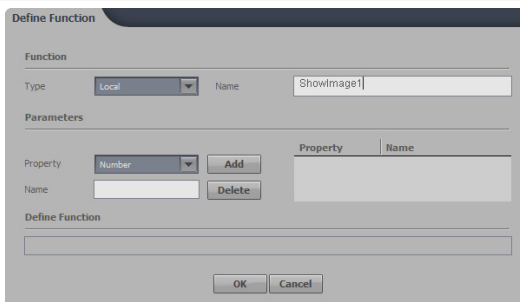 Define Function
Function
Type Local Name ShowImage1
Parameters
Property Name
Property Number Add
Name Delete
Define Function
OK Cancel